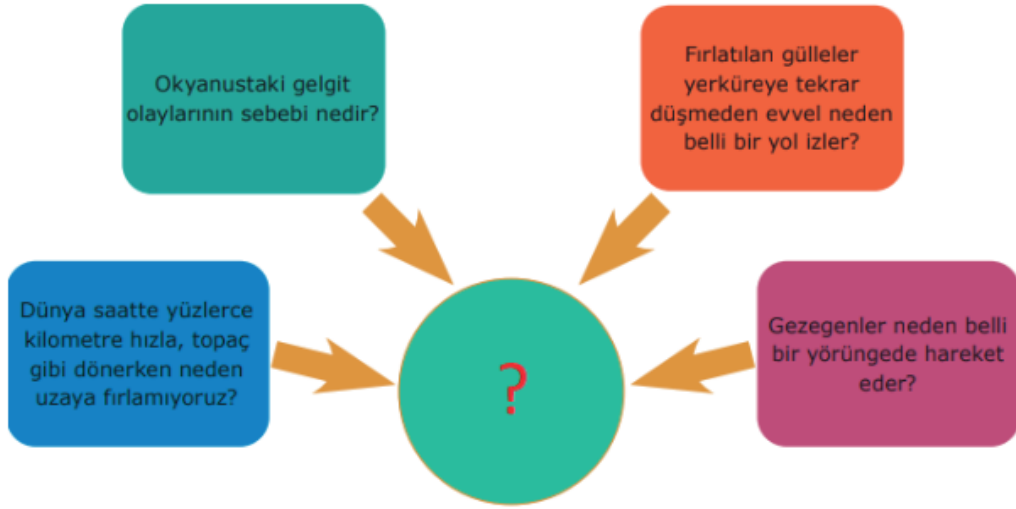 Okyanustaki gelgit
olaylarının sebebi nedir?
Fırlatılan gülleler
yerküreye tekrar
düşmeden evvel neden
belli bir yol izler?
Dünya saatte yüzlerce
kilometre hızla, topaç
gibi dönerken neden
uzaya fırlamıyoruz?
Gezegenler neden belli
bir yörüngede hareket
eder?
?